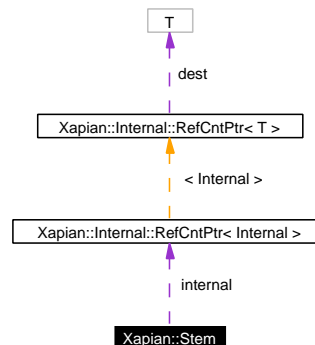 T
dest
Xapian::Internal::RefCntPtr< T >
< Internal >
Xapian::Internal::RefCntPtr< Internal >
internal
Xapian::Stem